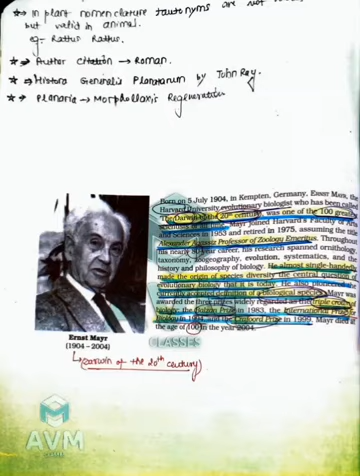 ★→ In plant nomenclature tautonyms are not
but valid in animal.
eg- Rattus Rattus.
★→ Author Citation → Roman.
★→ Historia Generalis Plantarum by John Ray.
★→ Planaria → Morphollaxis Regeneration
Born on 5 July 1904, in Kempten, Germany, ERNST MAYR, the
Harvard University evolutionary biologist who has been called
'The Darwin of the 20th century', was one of the 100 greatest
scientists of all time. Mayr joined Harvard's Faculty of Arts
and Sciences in 1953 and retired in 1975, assuming the title
Alexander Agassiz Professor of Zoology Emeritus. Throughout
his nearly 80-year career, his research spanned ornithology,
taxonomy, zoogeography, evolution, systematics, and the
history and philosophy of biology. He almost single-handedly
made the origin of species diversity the central question of
evolutionary biology that it is today. He also pioneered the
currently accepted definition of a biological species. Mayr was
awarded the three prizes widely regarded as the triple crown of
biology: the Balzan Prize in 1983, the International Prize for
Biology in 1994, and the Crafoord Prize in 1999. Mayr died at
the age of 100 in the year 2004.
Ernst Mayr
(1904 – 2004)
CLASSES
(Darwin of the 20th century)
AVM